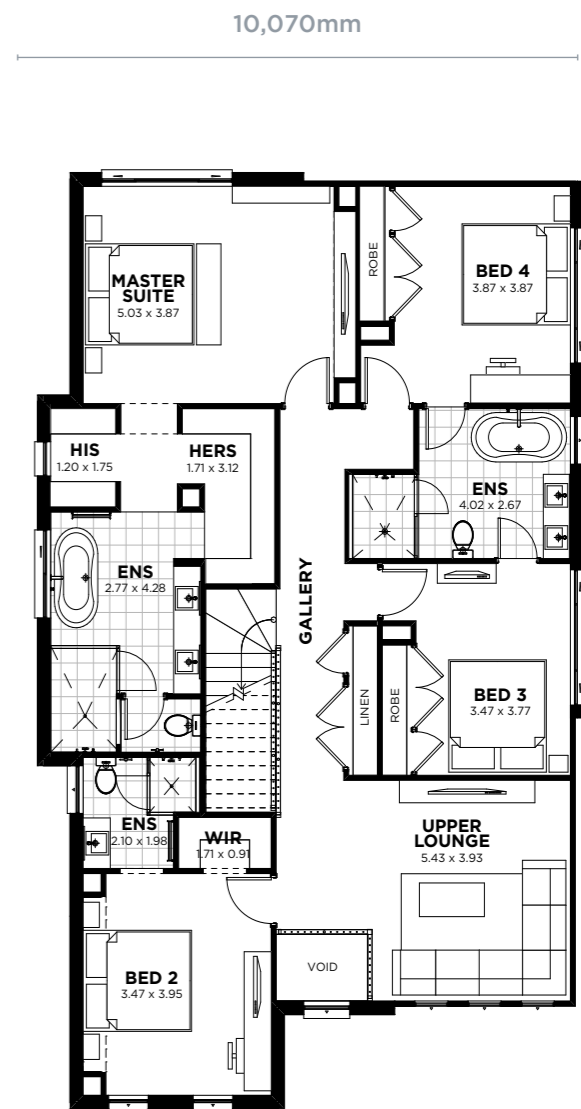 10,070mm
MASTER
SUITE
5.03 x 3.87
ROBE
BED 4
3.87 x 3.87
HIS
1.20 x 1.75
HERS
1.71 x 3.12
ENS
4.02 x 2.67
ENS
2.77 x 4.28
GALLERY
LINEN
ROBE
BED 3
3.47 x 3.77
ENS
2.10 x 1.98
WIR
1.71 x 0.91
UPPER
LOUNGE
5.43 x 3.93
VOID
BED 2
3.47 x 3.95